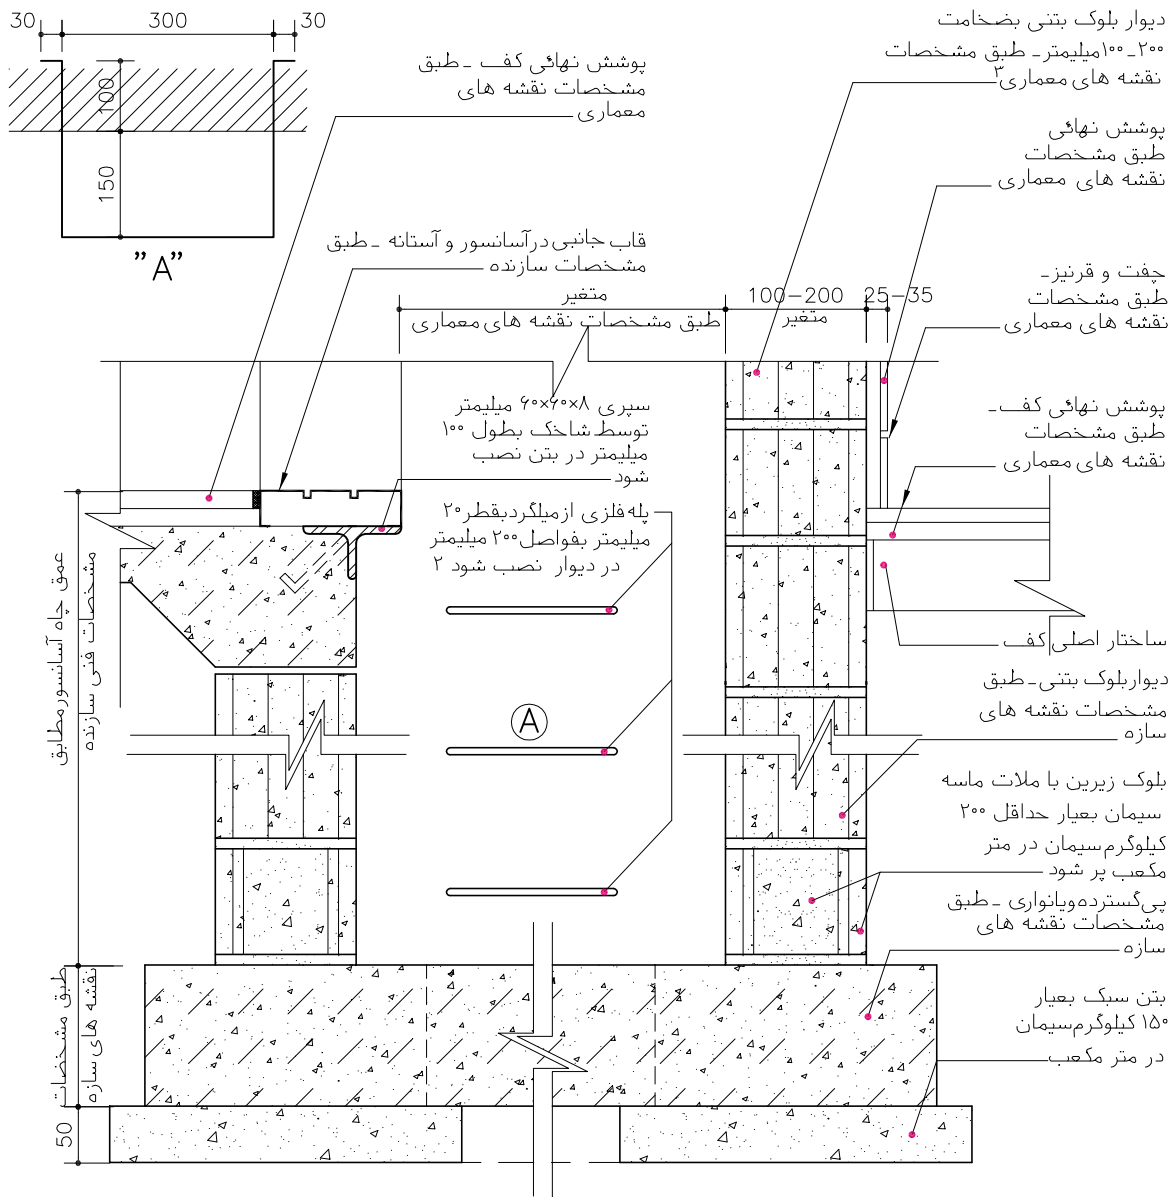 30
300
30
100
150
"A"
پوشش نهائی کف - طبق
مشخصات نقشه های
معماری
دیوار بلوک بتنی بضخامت
۲۰۰-۱۰۰میلیمتر- طبق مشخصات
نقشه های معماری۳
پوشش نهائی
طبق مشخصات
نقشه های معماری
قاب جانبی درآسانسور و آستانه - طبق
مشخصات سازنده
متغیر
طبق مشخصات نقشه های معماری
100-200
متغیر
25-35
جفت و قرنیز-
طبق مشخصات
نقشه های معماری
سپری ۶۰x۶۰x۸ میلیمتر
توسط شاخک بطول ۱۰۰
میلیمتر در بتن نصب
شود
پوشش نهائی کف-
طبق مشخصات
نقشه های معماری
پله فلزی ازمیلگردبقطر۲۰
میلیمتر بفواصل۲۰۰ میلیمتر
در دیوار نصب شود ۲
عمق چاه آسانسورمطابق
مشخصات فنی سازنده
ساختار اصلی کف
دیواربلوک بتنی-طبق
مشخصات نقشه های
سازه
A
بلوک زیرین با ملات ماسه
سیمان بعیار حداقل ۲۰۰
کیلوگرم سیمان در متر
مکعب پر شود
پی گسترده ویانواری - طبق
مشخصات نقشه های
سازه
طبق مشخصات
نقشه های سازه
بتن سبک بعیار
۱۵۰ کیلوگرم سیمان
در متر مکعب
50